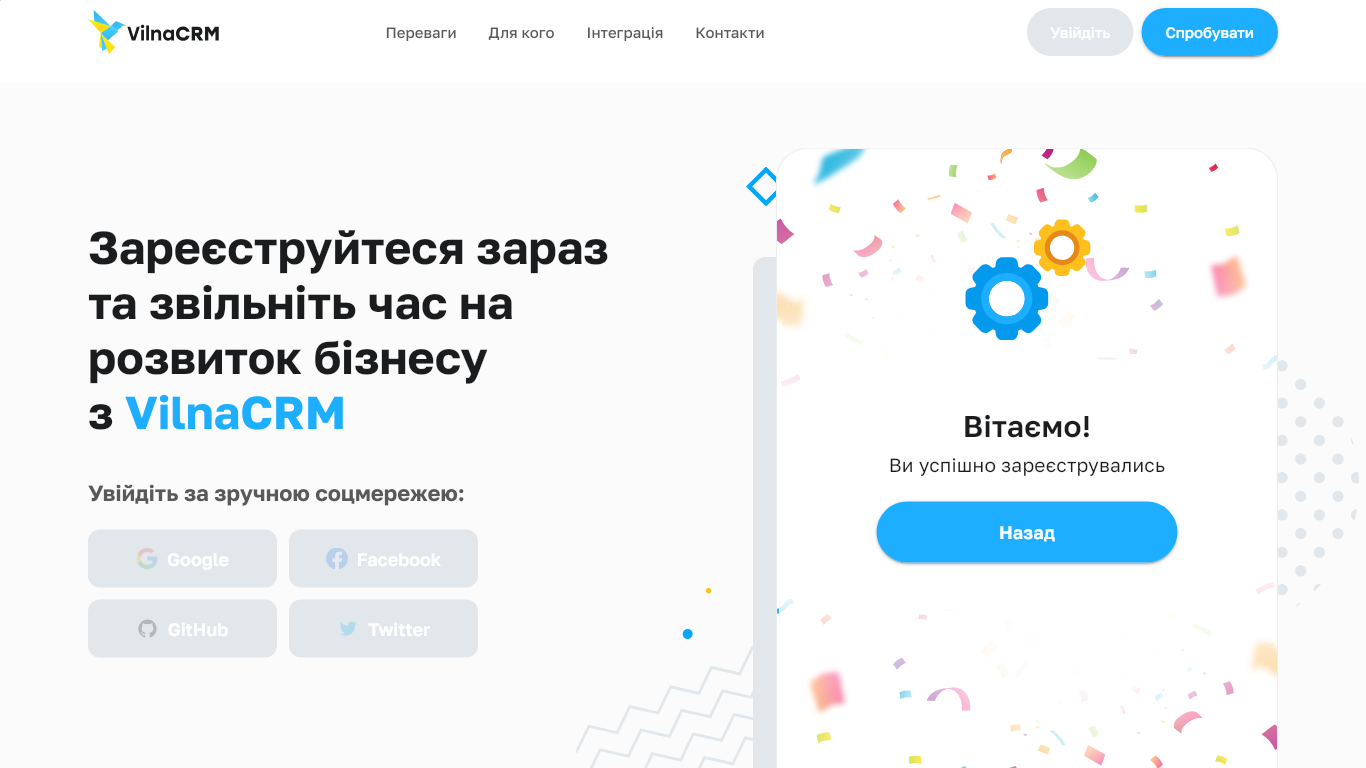 VilnaCRM
Переваги
Для кого
Інтеграція
Контакти
Увійдіть
Спробувати
Зареєструйтеся зараз
та звільніть час на
розвиток бізнесу
з VilnaCRM
Увійдіть за зручною соцмережею:
Google
Facebook
GitHub
Twitter
Вітаємо!
Ви успішно зареєструвались
Назад